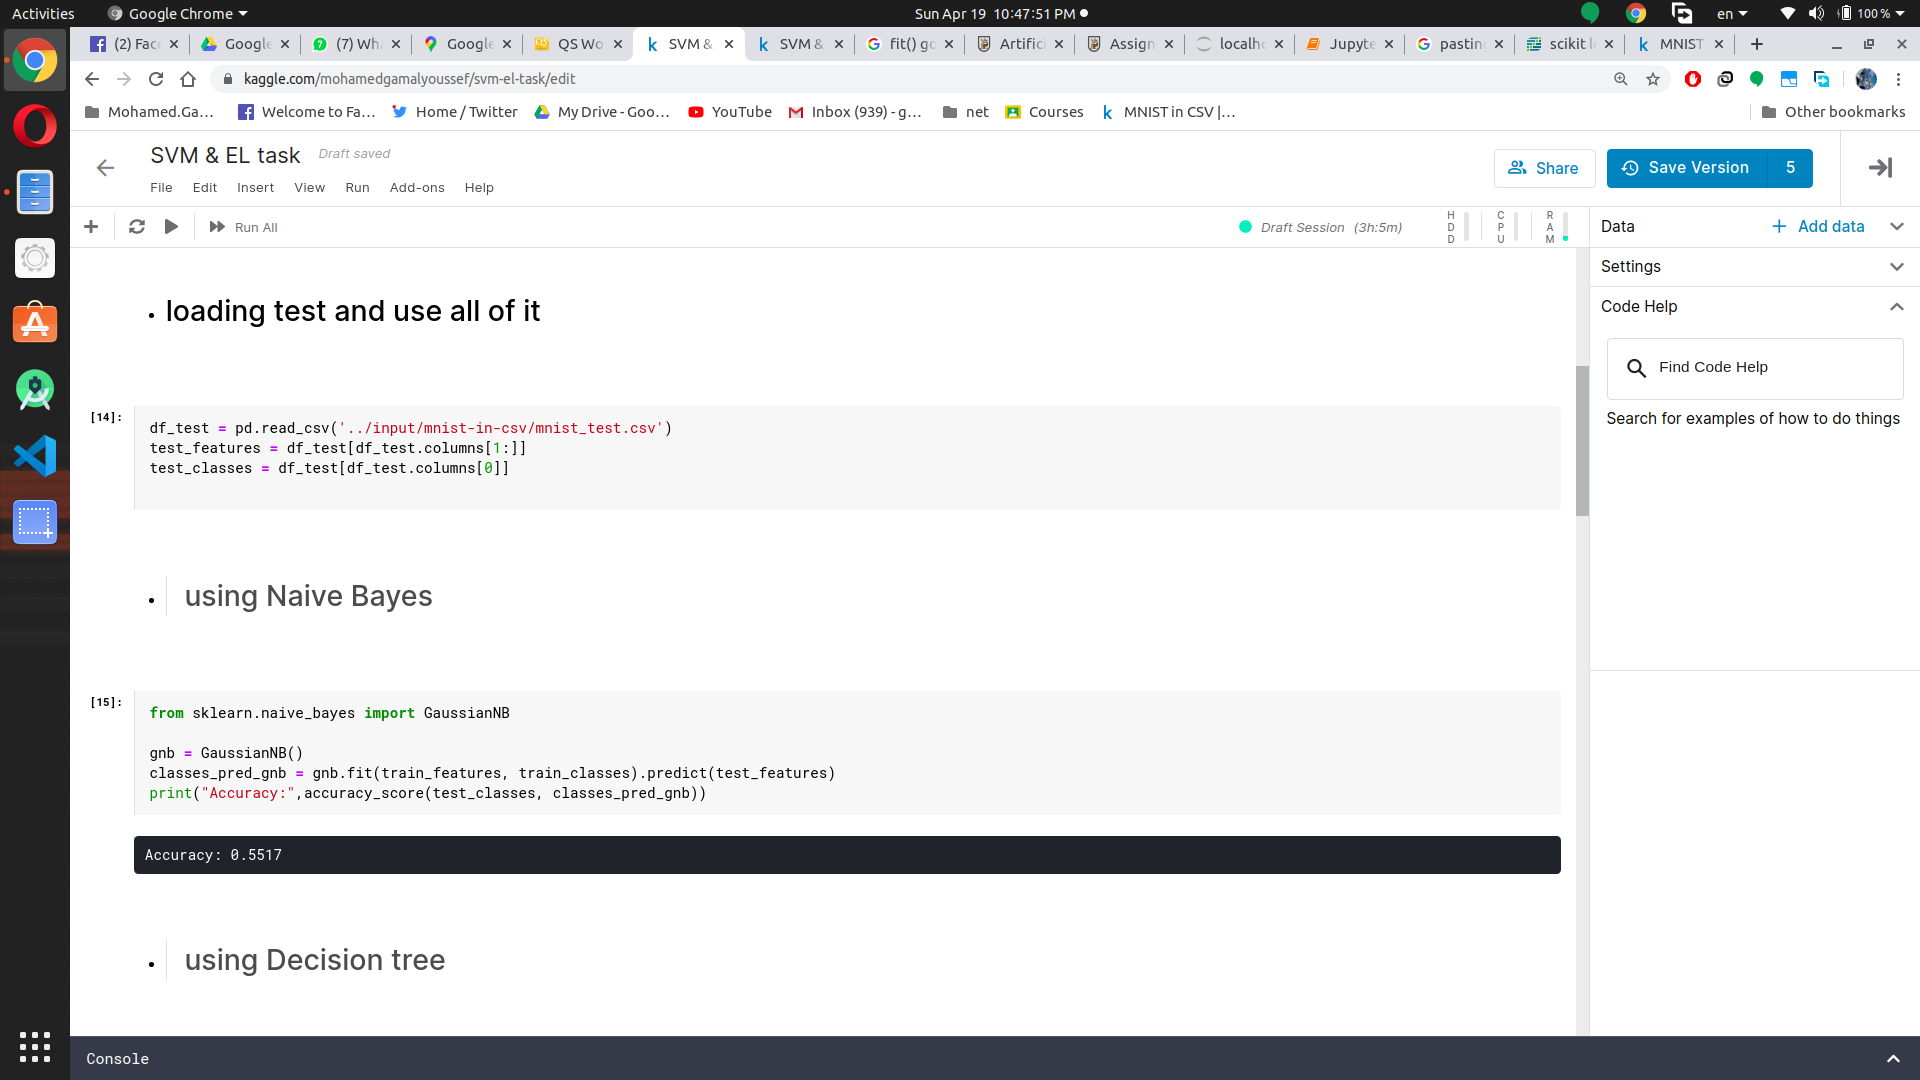 Activities
Google Chrome
Sun Apr 19 10:47:51 PM
en
100 %
(2) Fac
Google
(7) Wh
Google
QS Wo
SVM &
SVM &
fit() go
Artifici
Assign
localho
Jupyte
pasting
scikit l
MNIST
kaggle.com/mohamedgamalyoussef/svm-el-task/edit
Mohamed.Ga...
Welcome to Fa...
Home / Twitter
My Drive - Goo...
YouTube
Inbox (939) - g...
net
Courses
MNIST in CSV |...
Other bookmarks
SVM & EL task
Draft saved
File Edit Insert View Run Add-ons Help
Share
Save Version
5
Run All
Draft Session (3h:5m)
HDD
CPU
RAM
Data
Add data
Settings
Code Help
Find Code Help
Search for examples of how to do things
• loading test and use all of it
[14]:
df_test = pd.read_csv('../input/mnist-in-csv/mnist_test.csv')
test_features = df_test[df_test.columns[1:]]
test_classes = df_test[df_test.columns[0]]
• using Naive Bayes
[15]:
from sklearn.naive_bayes import GaussianNB
gnb = GaussianNB()
classes_pred_gnb = gnb.fit(train_features, train_classes).predict(test_features)
print("Accuracy:",accuracy_score(test_classes, classes_pred_gnb))
Accuracy: 0.5517
• using Decision tree
Console